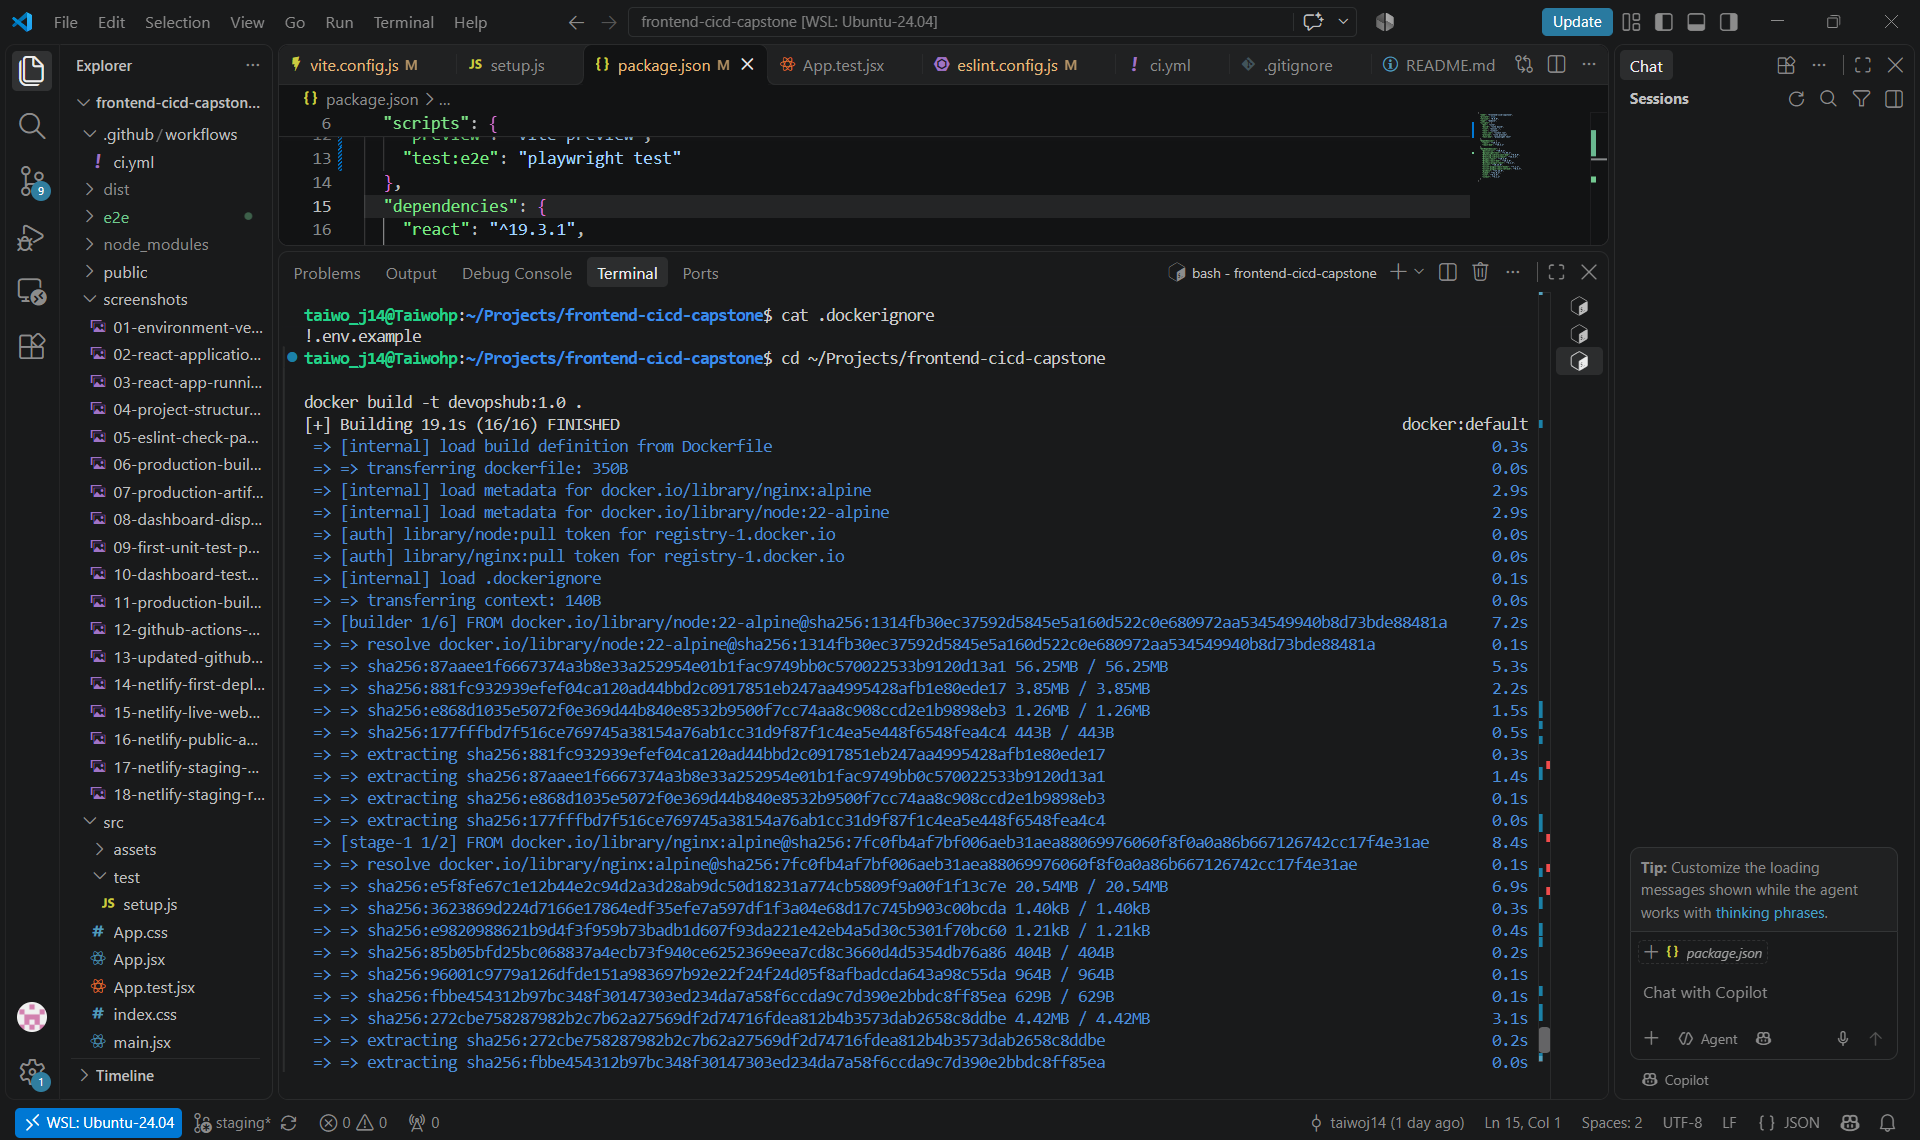 File Edit Selection View Go Run Terminal Help
frontend-cicd-capstone [WSL: Ubuntu-24.04]
Update
Explorer
frontend-cicd-capston...
.github/workflows
ci.yml
dist
e2e
node_modules
public
screenshots
01-environment-ve...
02-react-applicatio...
03-react-app-runni...
04-project-structur...
05-eslint-check-pa...
06-production-buil...
07-production-artif...
08-dashboard-disp...
09-first-unit-test-p...
10-dashboard-test...
11-production-buil...
12-github-actions-...
13-updated-github...
14-netlify-first-depl...
15-netlify-live-web...
16-netlify-public-a...
17-netlify-staging-...
18-netlify-staging-r...
src
assets
test
setup.js
App.css
App.jsx
App.test.jsx
index.css
main.jsx
Timeline
9
1
vite.config.js M setup.js package.json M App.test.jsx eslint.config.js M ci.yml .gitignore README.md
package.json > ...
6 "scripts": {
12 "preview": "vite preview",
13 "test:e2e": "playwright test"
14 },
15 "dependencies": {
16 "react": "^19.3.1",
Problems Output Debug Console Terminal Ports
bash - frontend-cicd-capstone
taiwo_j14@Taiwohp:~/Projects/frontend-cicd-capstone$ cat .dockerignore
!.env.example
taiwo_j14@Taiwohp:~/Projects/frontend-cicd-capstone$ cd ~/Projects/frontend-cicd-capstone
docker build -t devopshub:1.0 .
[+] Building 19.1s (16/16) FINISHED docker:default
=> [internal] load build definition from Dockerfile 0.3s
=> => transferring dockerfile: 350B 0.0s
=> [internal] load metadata for docker.io/library/nginx:alpine 2.9s
=> [internal] load metadata for docker.io/library/node:22-alpine 2.9s
=> [auth] library/node:pull token for registry-1.docker.io 0.0s
=> [auth] library/nginx:pull token for registry-1.docker.io 0.0s
=> [internal] load .dockerignore 0.1s
=> => transferring context: 140B 0.0s
=> [builder 1/6] FROM docker.io/library/node:22-alpine@sha256:1314fb30ec37592d5845e5a160d522c0e680972aa534549940b8d73bde88481a 7.2s
=> => resolve docker.io/library/node:22-alpine@sha256:1314fb30ec37592d5845e5a160d522c0e680972aa534549940b8d73bde88481a 0.1s
=> => sha256:87aaee1f6667374a3b8e33a252954e01b1fac9749bb0c570022533b9120d13a1 56.25MB / 56.25MB 5.3s
=> => sha256:881fc932939efef04ca120ad44bbd2c0917851eb247aa4995428afb1e80ede17 3.85MB / 3.85MB 2.2s
=> => sha256:e868d1035e5072f0e369d44b840e8532b9500f7cc74aa8c908ccd2e1b9898eb3 1.26MB / 1.26MB 1.5s
=> => sha256:177fffbd7f516ce769745a38154a76ab1cc31d9f87f1c4ea5e448f6548fea4c4 443B / 443B 0.5s
=> => extracting sha256:881fc932939efef04ca120ad44bbd2c0917851eb247aa4995428afb1e80ede17 0.3s
=> => extracting sha256:87aaee1f6667374a3b8e33a252954e01b1fac9749bb0c570022533b9120d13a1 1.4s
=> => extracting sha256:e868d1035e5072f0e369d44b840e8532b9500f7cc74aa8c908ccd2e1b9898eb3 0.1s
=> => extracting sha256:177fffbd7f516ce769745a38154a76ab1cc31d9f87f1c4ea5e448f6548fea4c4 0.0s
=> [stage-1 1/2] FROM docker.io/library/nginx:alpine@sha256:7fc0fb4af7bf006aeb31aea88069976060f8f0a0a86b667126742cc17f4e31ae 8.4s
=> => resolve docker.io/library/nginx:alpine@sha256:7fc0fb4af7bf006aeb31aea88069976060f8f0a0a86b667126742cc17f4e31ae 0.1s
=> => sha256:e5f8fe67c1e12b44e2c94d2a3d28ab9dc50d18231a774cb5809f9a00f1f13c7e 20.54MB / 20.54MB 6.9s
=> => sha256:3623869d224d7166e17864edf35efe7a597df1f3a04e68d17c745b903c00bcda 1.40kB / 1.40kB 0.3s
=> => sha256:e9820988621b9d4f3f959b73badb1d607f93da221e42eb4a5d30c5301f70bc60 1.21kB / 1.21kB 0.4s
=> => sha256:85b05bfd25bc068837a4ecb73f940ce6252369eea7cd8c3660d4d5354db76a86 404B / 404B 0.2s
=> => sha256:96001c9779a126dfde151a983697b92e22f24f24d05f8afbadcda643a98c55da 964B / 964B 0.1s
=> => sha256:fbbe454312b97bc348f30147303ed234da7a58f6ccda9c7d390e2bbdc8ff85ea 629B / 629B 0.1s
=> => sha256:272cbe758287982b2c7b62a27569df2d74716fdea812b4b3573dab2658c8ddbe 4.42MB / 4.42MB 3.1s
=> => extracting sha256:272cbe758287982b2c7b62a27569df2d74716fdea812b4b3573dab2658c8ddbe 0.2s
=> => extracting sha256:fbbe454312b97bc348f30147303ed234da7a58f6ccda9c7d390e2bbdc8ff85ea 0.0s
Chat
Sessions
Tip: Customize the loading
messages shown while the agent
works with thinking phrases.
package.json
Chat with Copilot
Agent
Copilot
WSL: Ubuntu-24.04 staging* 0 0 0 taiwoj14 (1 day ago) Ln 15, Col 1 Spaces: 2 UTF-8 LF { } JSON